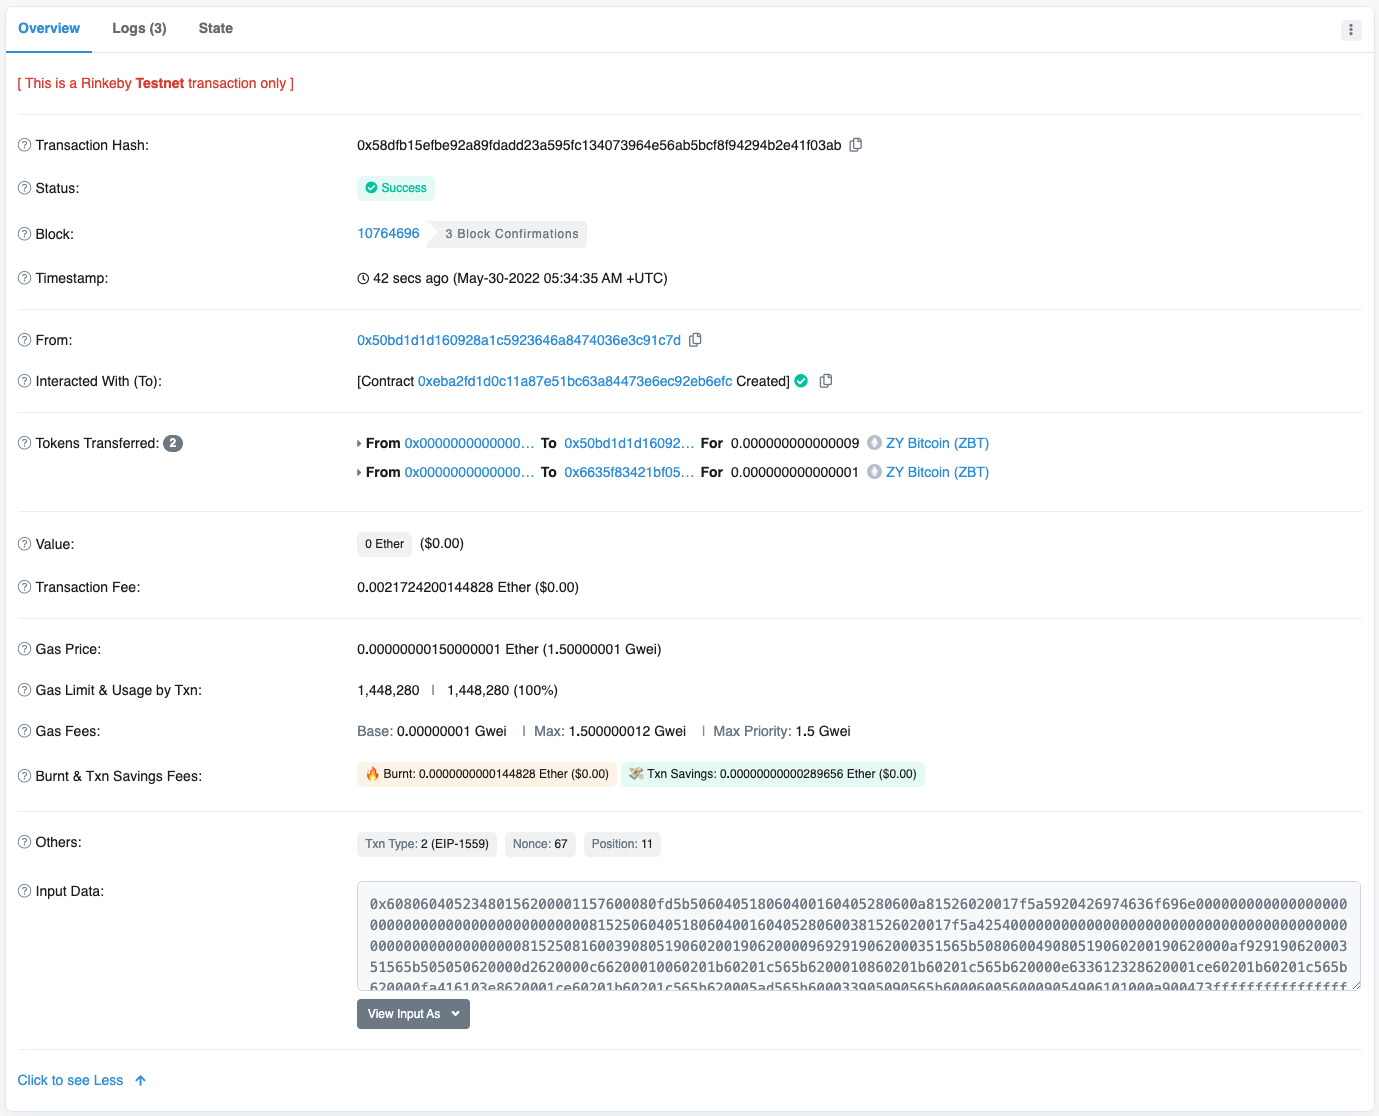 Overview Logs (3) State
[ This is a Rinkeby Testnet transaction only ]
Transaction Hash: 0x58dfb15efbe92a89fdadd23a595fc134073964e56ab5bcf8f94294b2e41f03ab
Status: Success
Block: 10764696 3 Block Confirmations
Timestamp: 42 secs ago (May-30-2022 05:34:35 AM +UTC)
From: 0x50bd1d1d160928a1c5923646a8474036e3c91c7d
Interacted With (To): [Contract 0xeba2fd1d0c11a87e51bc63a84473e6ec92eb6efc Created]
Tokens Transferred: 2 From 0x0000000000000... To 0x50bd1d1d16092... For 0.000000000000009 ZY Bitcoin (ZBT)
From 0x0000000000000... To 0x6635f83421bf05... For 0.000000000000001 ZY Bitcoin (ZBT)
Value: 0 Ether ($0.00)
Transaction Fee: 0.0021724200144828 Ether ($0.00)
Gas Price: 0.00000000150000001 Ether (1.50000001 Gwei)
Gas Limit & Usage by Txn: 1,448,280 | 1,448,280 (100%)
Gas Fees: Base: 0.00000001 Gwei | Max: 1.500000012 Gwei | Max Priority: 1.5 Gwei
Burnt & Txn Savings Fees: 🔥 Burnt: 0.0000000000144828 Ether ($0.00) 💸 Txn Savings: 0.00000000000289656 Ether ($0.00)
Others: Txn Type: 2 (EIP-1559) Nonce: 67 Position: 11
Input Data:
0x60806040523480156200001157600080fd5b506040518060400160405280600a81526020017f5a5920426974636f696e000000000000000000
0000000000000000000000000000815250604051806040016040528060038152602001​7f5a42540000000000000000000000000000000000000000
00000000000000000081525081600390805190602001906200009692919062000351565b508060049080519060200190620000af929190620003
51565b505050620000d2620000c66200010060201b60201c565b6200010860201b60201c565b620000e633612328620001ce60201b60201c565b
620000fa416103e8620001ce60201b60201c565b620005ad565b600033905090565b6000600560009054906101000a900473ffffffffffffffff
View Input As
Click to see Less